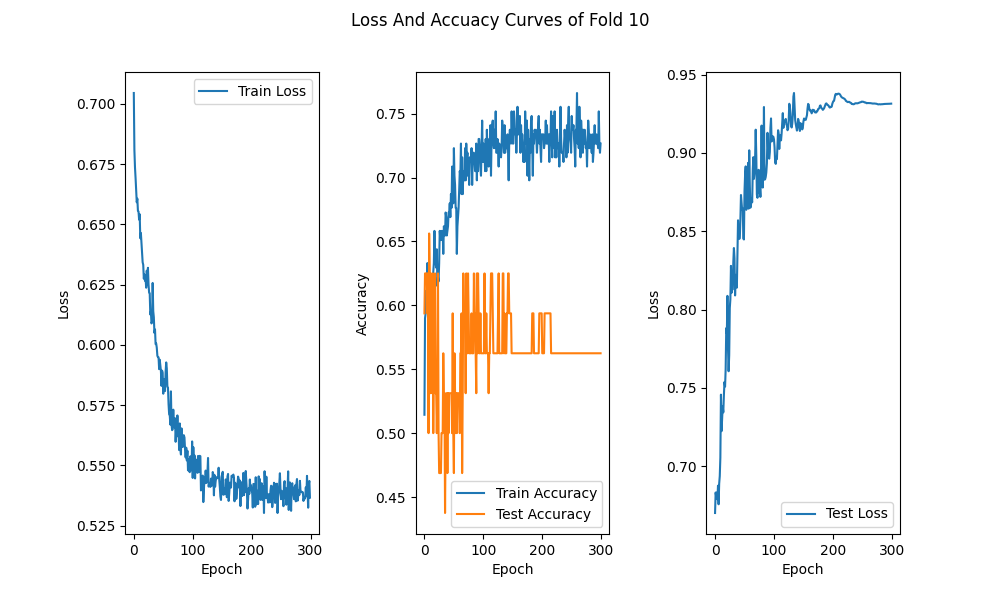 Loss And Accuacy Curves of Fold 10
0.700
0.675
0.650
0.625
0.600
0.575
0.550
0.525
Loss
0 100 200 300
Epoch
Train Loss
0.75
0.70
0.65
0.60
0.55
0.50
0.45
Accuracy
0 100 200 300
Epoch
Train Accuracy
Test Accuracy
0.95
0.90
0.85
0.80
0.75
0.70
Loss
0 100 200 300
Epoch
Test Loss